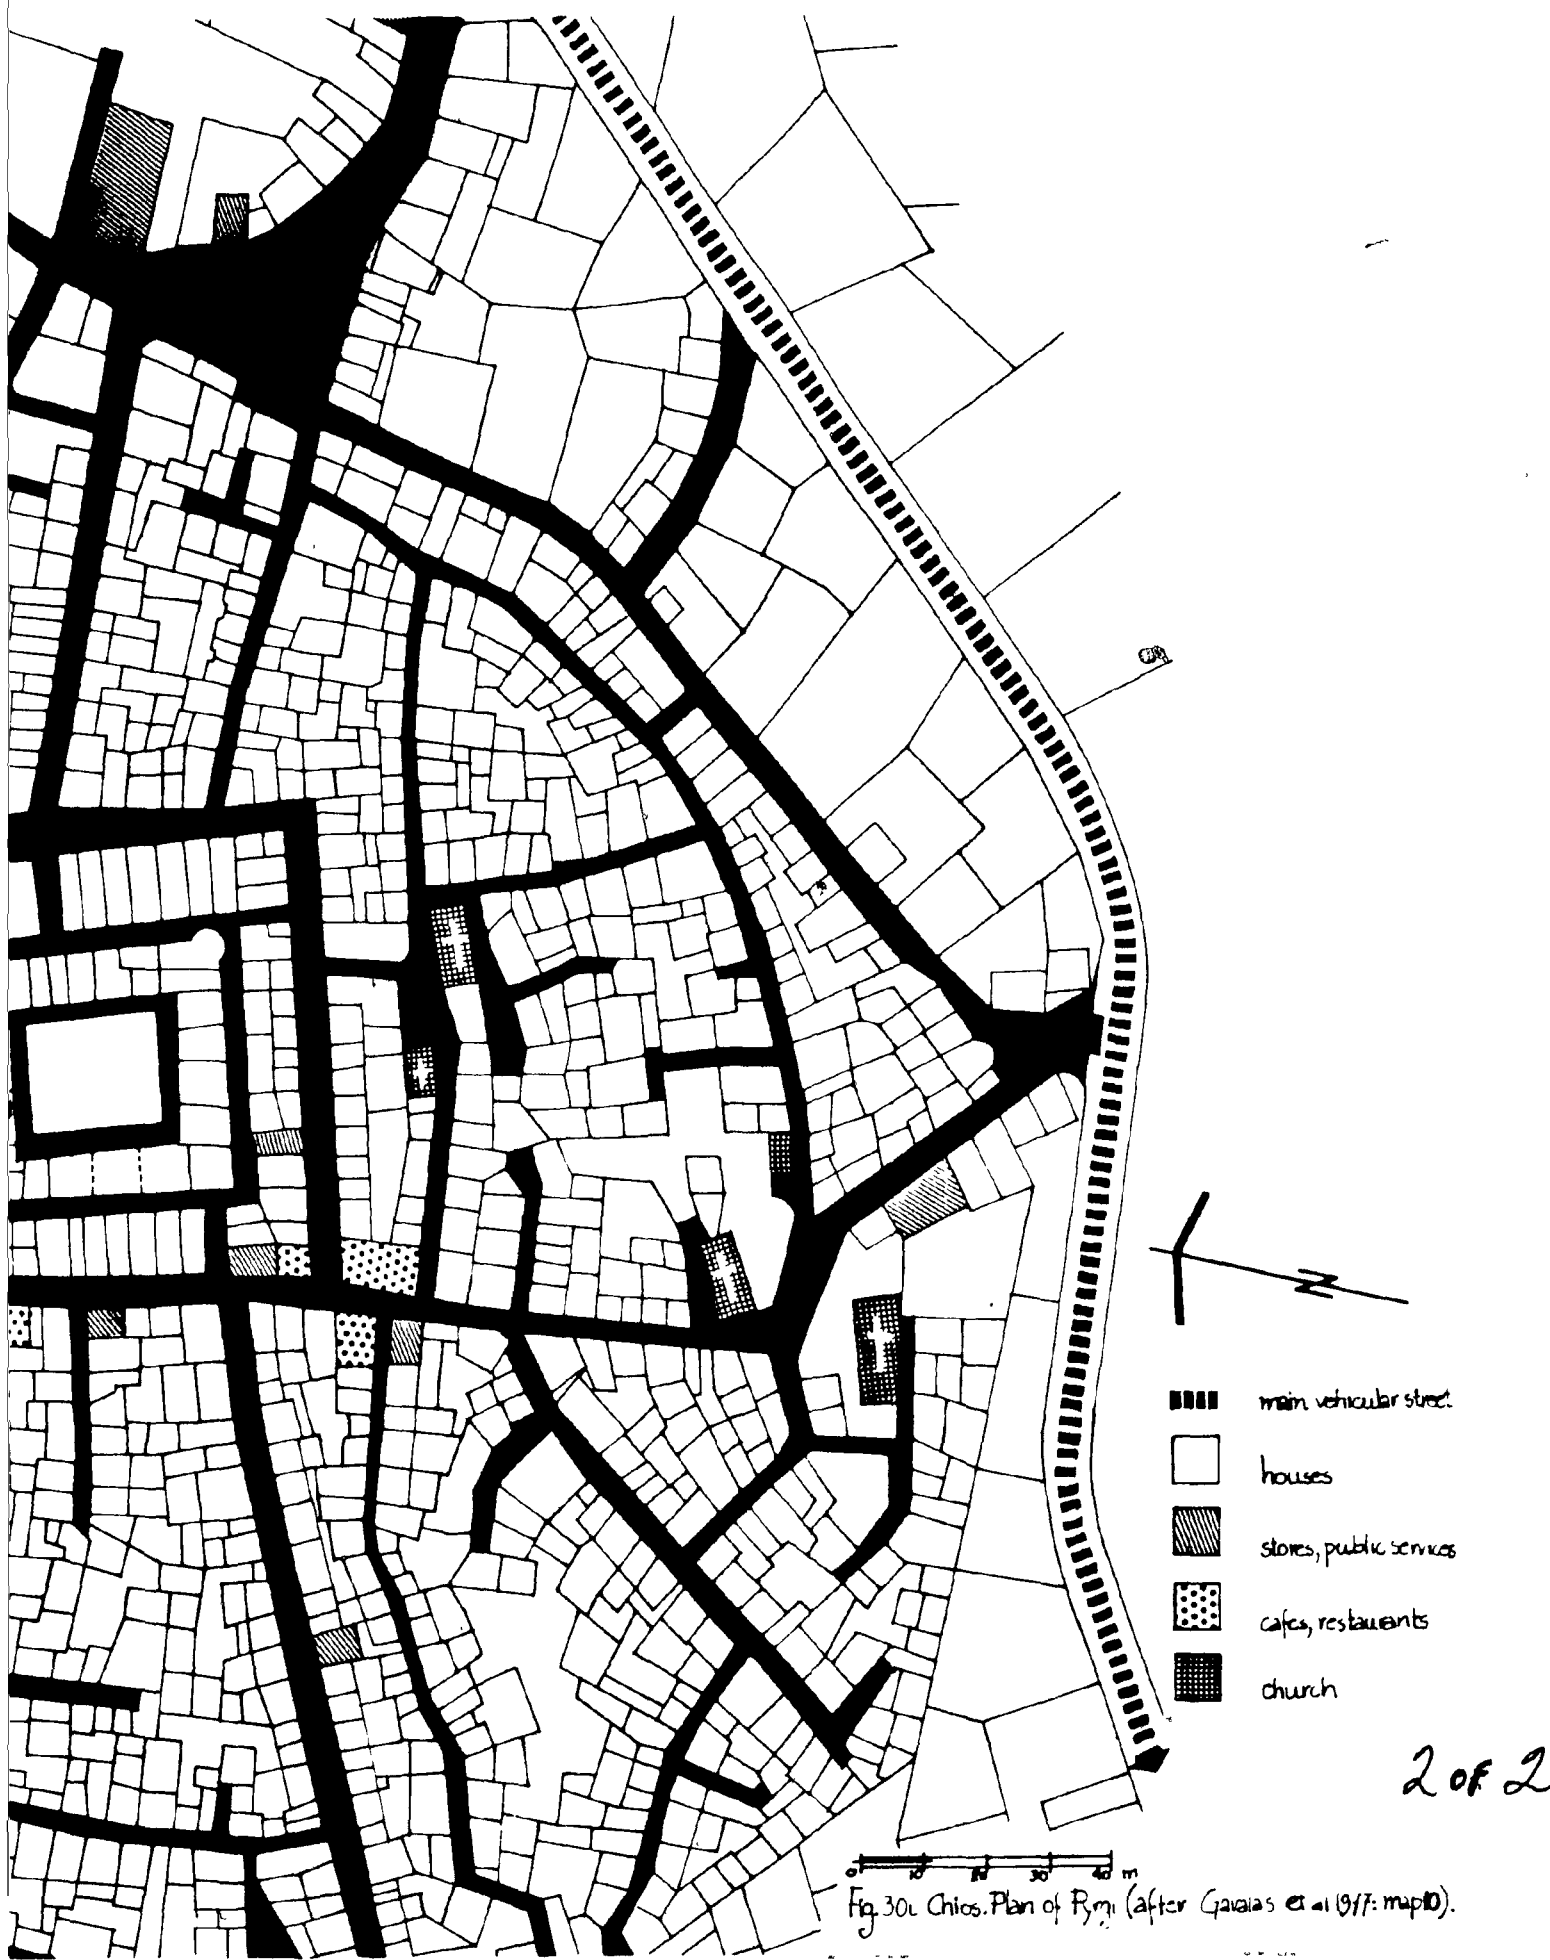 N
main vehicular street
houses
stores, public services
cafes, restaurants
church
2 of 2
0 10 20 30 40 m
Fig. 30c Chios. Plan of Pyrgi (after et al 1977: map10).